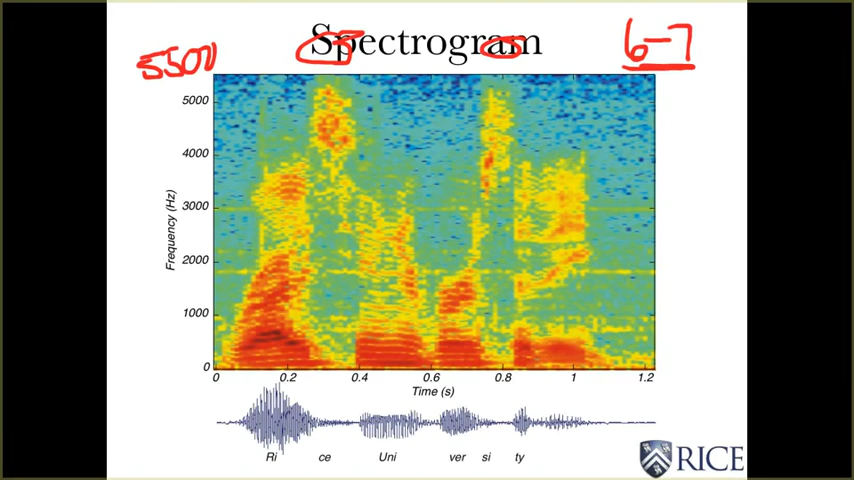 Spectrogram
5500
6-7
5000
4000
3000
2000
1000
0
Frequency (Hz)
0 0.2 0.4 0.6 0.8 1 1.2
Time (s)
Ri ce Uni ver si ty
RICE